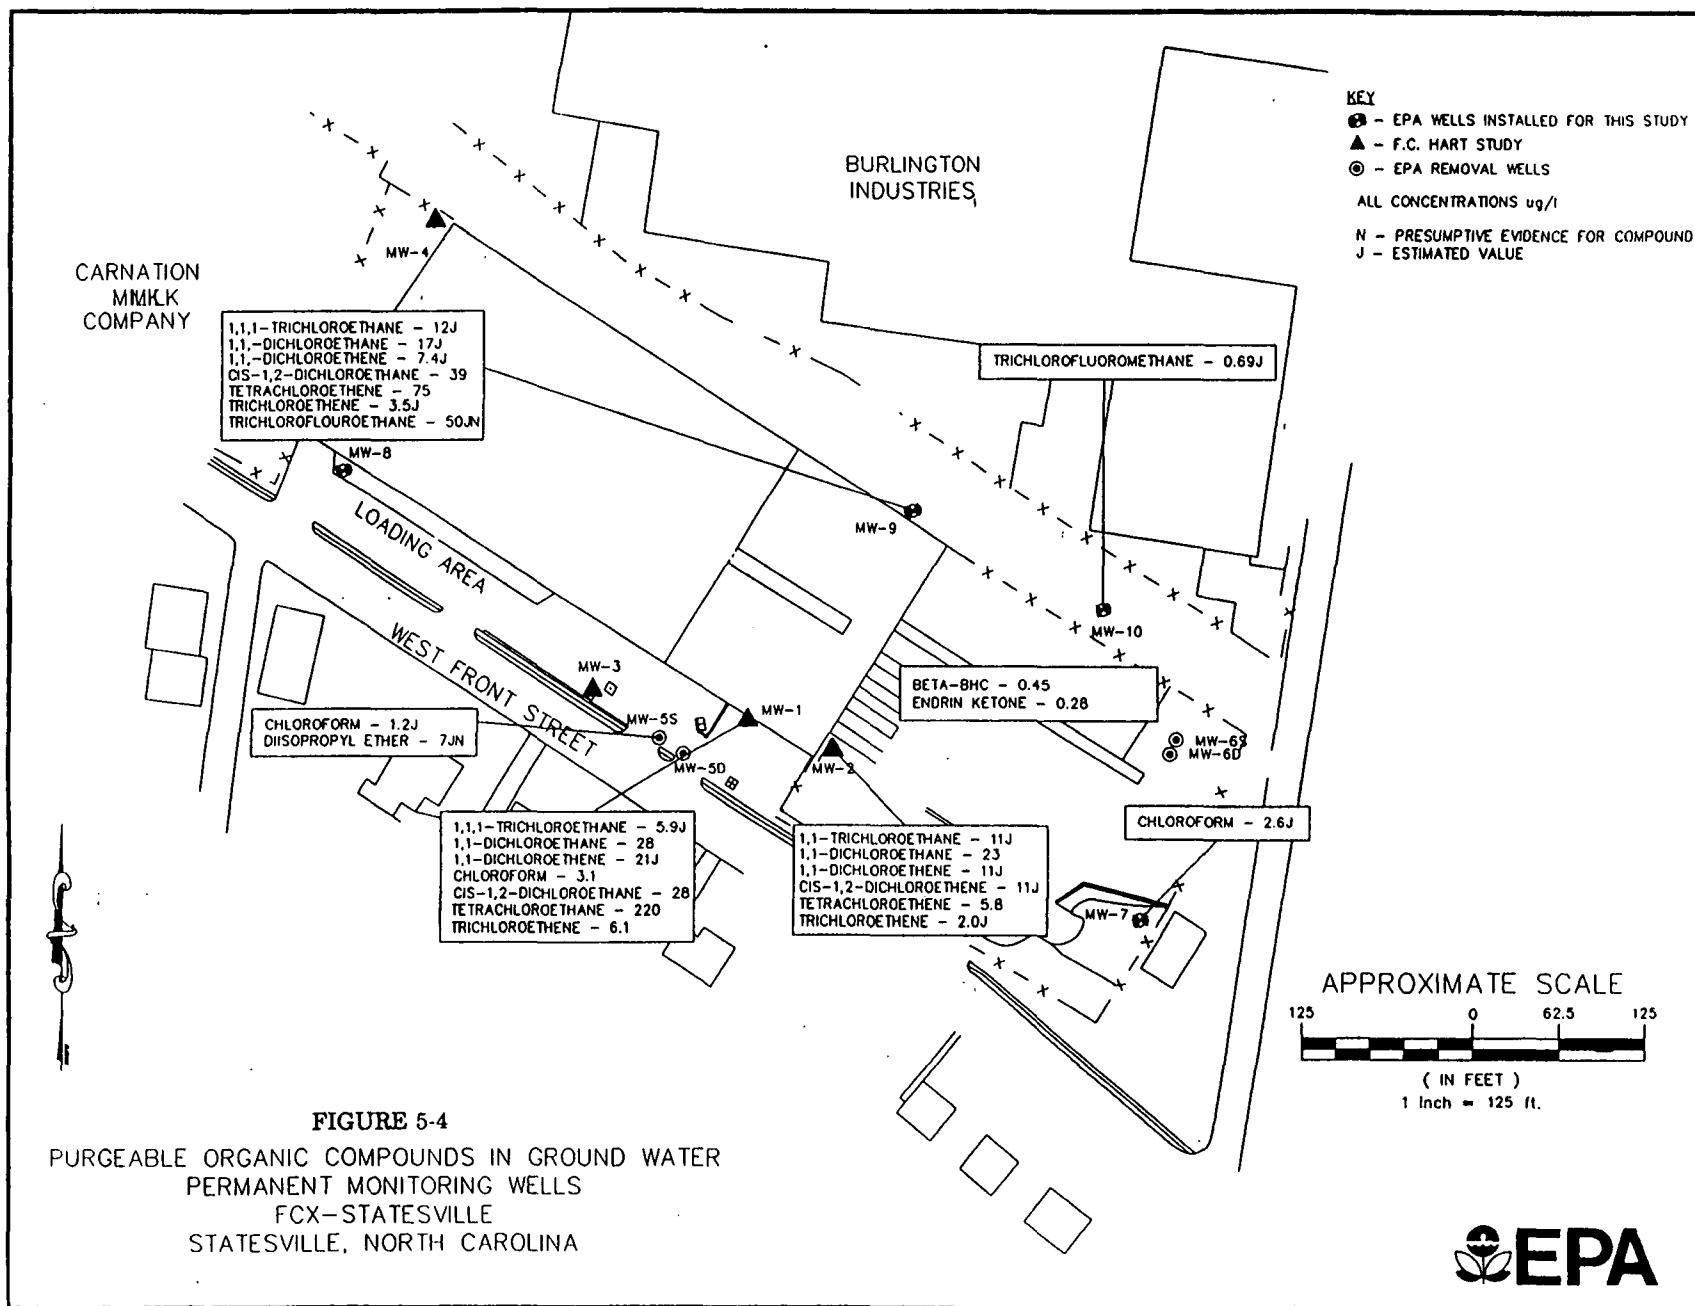 KEY
- EPA WELLS INSTALLED FOR THIS STUDY
- F.C. HART STUDY
- EPA REMOVAL WELLS
ALL CONCENTRATIONS ug/l
N - PRESUMPTIVE EVIDENCE FOR COMPOUND
J - ESTIMATED VALUE
BURLINGTON
INDUSTRIES
CARNATION
MMILK
COMPANY
MW-4
1,1,1-TRICHLOROETHANE - 12J
1,1,-DICHLOROETHANE - 17J
1,1,-DICHLOROETHENE - 7.4J
CIS-1,2-DICHLOROETHANE - 39
TETRACHLOROETHENE - 75
TRICHLOROETHENE - 3.5J
TRICHLOROFLOUROETHANE - 50JN
TRICHLOROFLUOROMETHANE - 0.69J
MW-8
MW-9
LOADING AREA
WEST FRONT STREET
MW-10
MW-3
BETA-BHC - 0.45
ENDRIN KETONE - 0.28
MW-1
MW-5S
CHLOROFORM - 1.2J
DIISOPROPYL ETHER - 7JN
MW-6S
MW-6D
MW-5D
MW-2
1,1,1-TRICHLOROETHANE - 5.9J
1,1-DICHLOROETHANE - 28
1,1-DICHLOROETHENE - 21J
CHLOROFORM - 3.1
CIS-1,2-DICHLOROETHANE - 28
TETRACHLOROETHANE - 220
TRICHLOROETHENE - 6.1
1,1-TRICHLOROETHANE - 11J
1,1-DICHLOROETHANE - 23
1,1-DICHLOROETHENE - 11J
CIS-1,2-DICHLOROETHENE - 11J
TETRACHLOROETHENE - 5.8
TRICHLOROETHENE - 2.0J
CHLOROFORM - 2.6J
MW-7
APPROXIMATE SCALE
125 0 62.5 125
( IN FEET )
1 Inch = 125 ft.
FIGURE 5-4
PURGEABLE ORGANIC COMPOUNDS IN GROUND WATER
PERMANENT MONITORING WELLS
FCX-STATESVILLE
STATESVILLE, NORTH CAROLINA
EPA